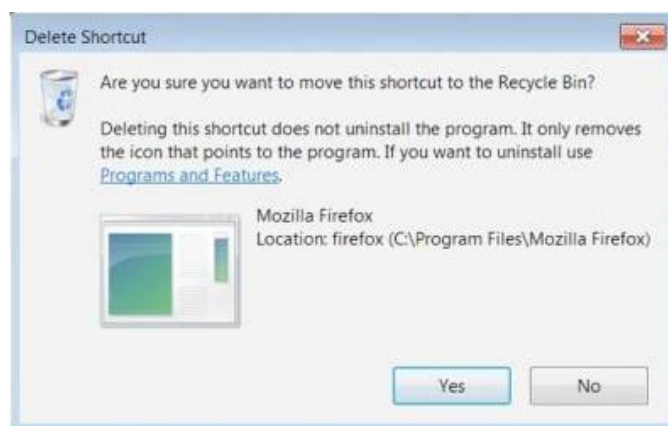 Delete Shortcut
Are you sure you want to move this shortcut to the Recycle Bin?
Deleting this shortcut does not uninstall the program. It only removes
the icon that points to the program. If you want to uninstall use
Programs and Features.
Mozilla Firefox
Location: firefox (C:\Program Files\Mozilla Firefox)
Yes
No